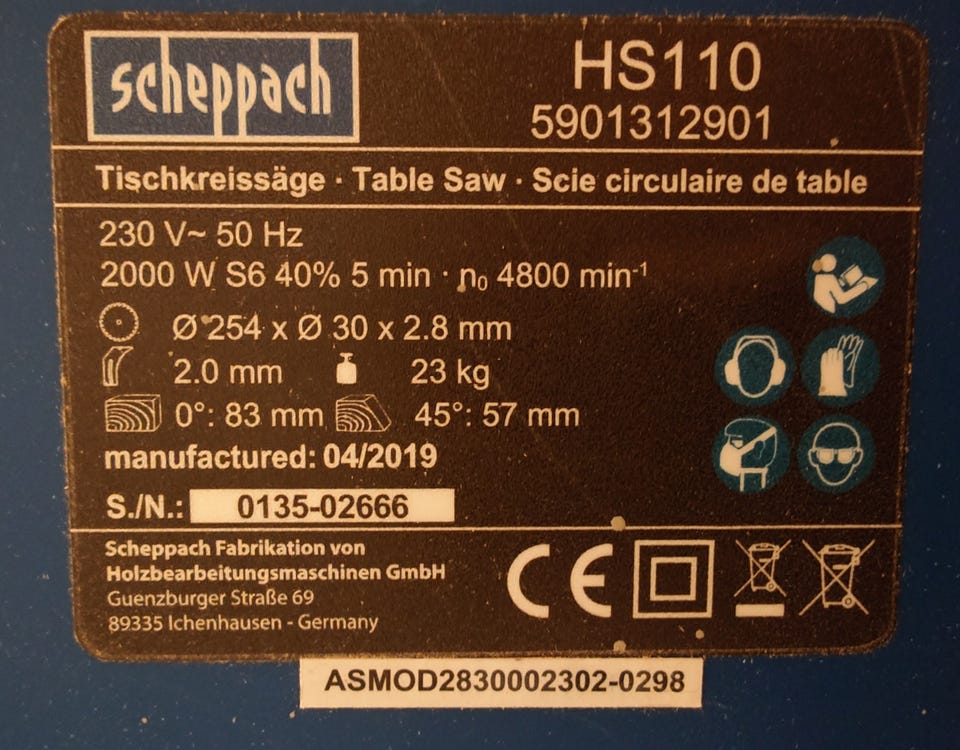 scheppach
HS110
5901312901
Tischkreissäge · Table Saw · Scie circulaire de table
230 V~ 50 Hz
2000 W S6 40% 5 min · n₀ 4800 min⁻¹
Ø 254 x Ø 30 x 2.8 mm
2.0 mm 23 kg
0°: 83 mm 45°: 57 mm
manufactured: 04/2019
S./N.: 0135-02666
Scheppach Fabrikation von
Holzbearbeitungsmaschinen GmbH
Guenzburger Straße 69
89335 Ichenhausen - Germany
CE
ASMOD2830002302-0298